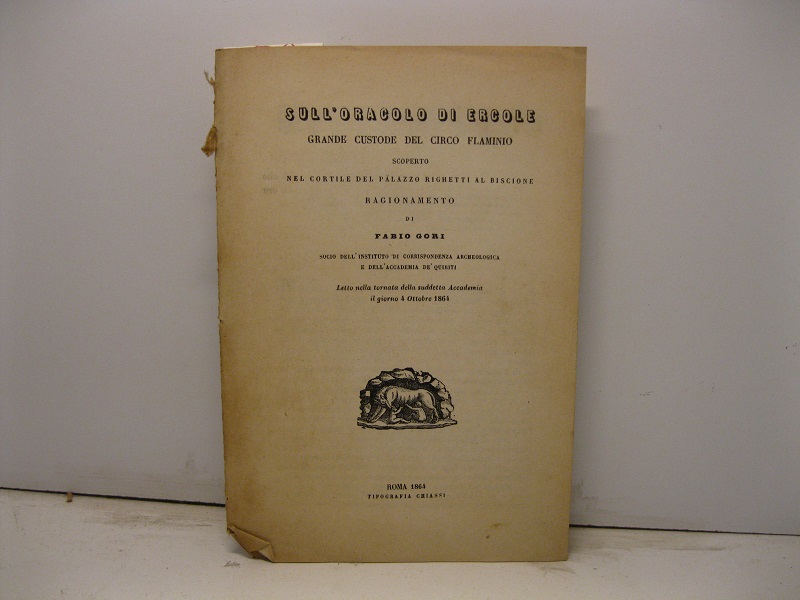 SULL'ORACOLO DI ERCOLE
GRANDE CUSTODE DEL CIRCO FLAMINIO
SCOPERTO
NEL CORTILE DEL PALAZZO RIGHETTI AL BISCIONE
RAGIONAMENTO
DI
FABIO GORI
SOCIO DELL'INSTITUTO DI CORRISPONDENZA ARCHEOLOGICA
E DELL'ACCADEMIA DE' QUIRITI
Letto nella tornata della suddetta Accademia
il giorno 4 Ottobre 1864
ROMA 1864
TIPOGRAFIA CHIASSI